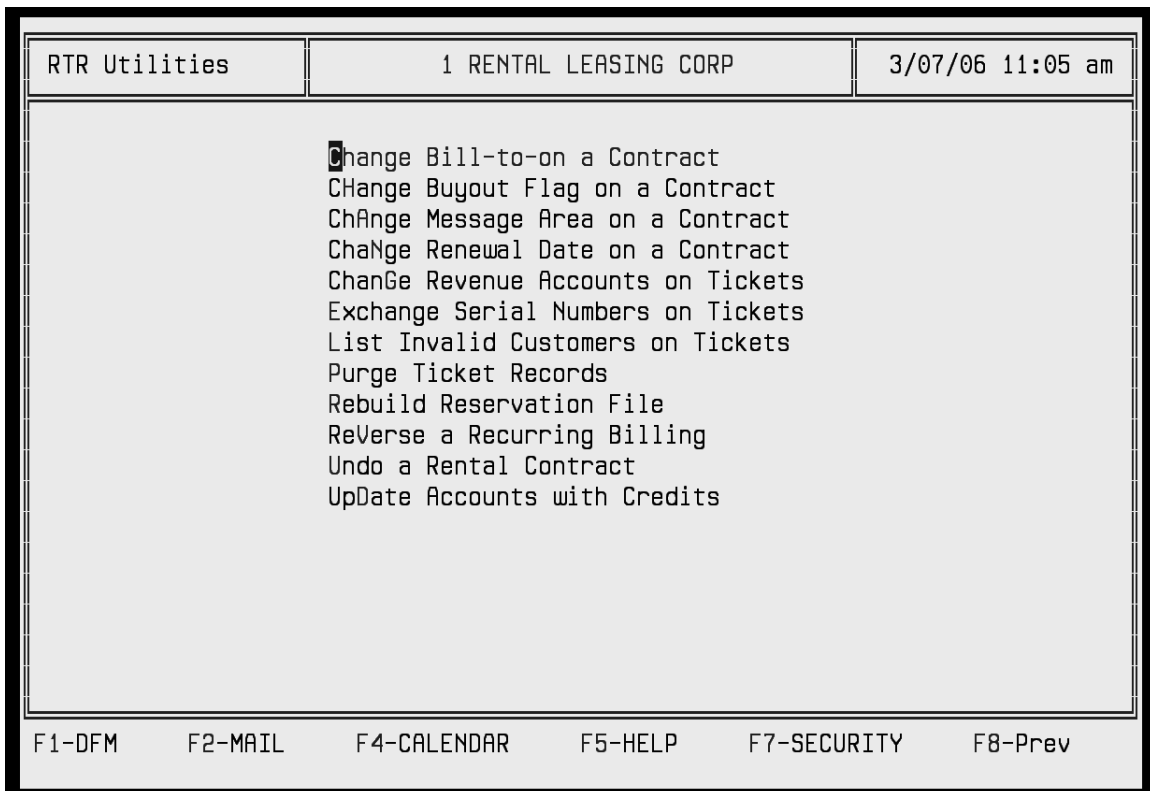 RTR Utilities 1 RENTAL LEASING CORP 3/07/06 11:05 am
Change Bill-to-on a Contract
CHange Buyout Flag on a Contract
ChAnge Message Area on a Contract
ChaNge Renewal Date on a Contract
ChanGe Revenue Accounts on Tickets
Exchange Serial Numbers on Tickets
List Invalid Customers on Tickets
Purge Ticket Records
Rebuild Reservation File
ReVerse a Recurring Billing
Undo a Rental Contract
UpDate Accounts with Credits
F1-DFM F2-MAIL F4-CALENDAR F5-HELP F7-SECURITY F8-Prev